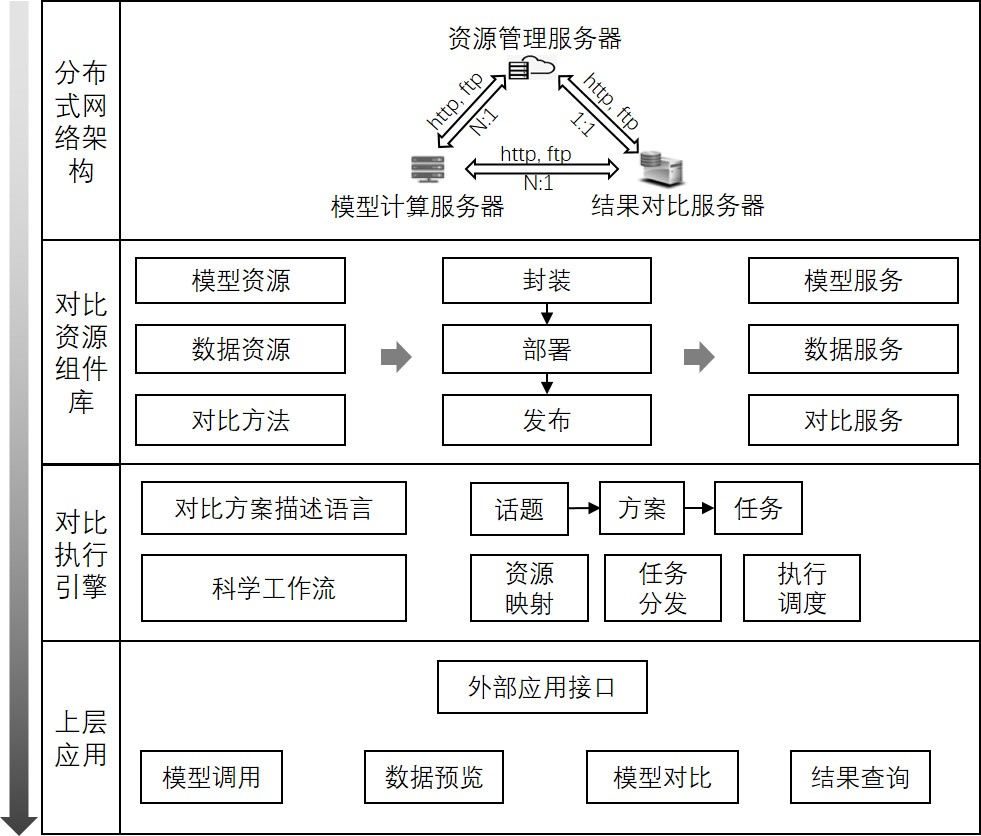 分布
式网
络架
构
资源管理服务器
http, ftp
N:1
http, ftp
1:1
http, ftp
N:1
模型计算服务器
结果对比服务器
对比
资源
组件
库
模型资源
封装
模型服务
数据资源
部署
数据服务
对比方法
发布
对比服务
对比
执行
引擎
对比方案描述语言
话题
方案
任务
科学工作流
资源
映射
任务
分发
执行
调度
上层
应用
外部应用接口
模型调用
数据预览
模型对比
结果查询